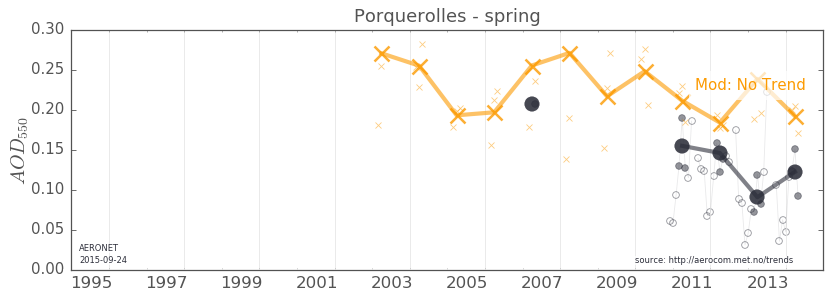 Porquerolles - spring
0.30
0.25
0.20
0.15
0.10
0.05
0.00
AOD550
Mod: No Trend
AERONET
2015-09-24
source: http://aerocom.met.no/trends
1995 1997 1999 2001 2003 2005 2007 2009 2011 2013